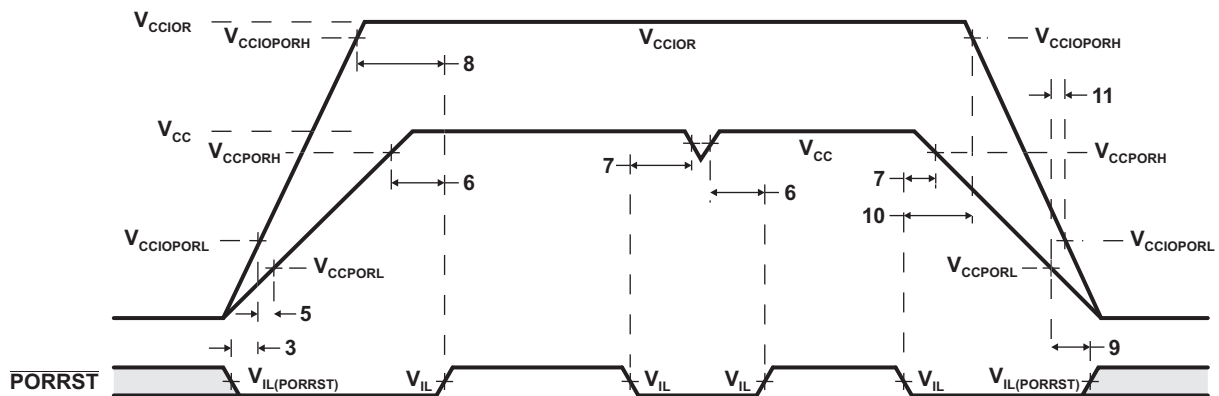 VCCIOR
VCCIOPORH
VCCIOR
VCCIOPORH
8
11
VCC
VCCPORH
7
VCC
VCCPORH
6
6
7
10
VCCIOPORL
VCCIOPORL
VCCPORL
VCCPORL
5
3
9
PORRST
VIL(PORRST)
VIL
VIL
VIL
VIL
VIL(PORRST)